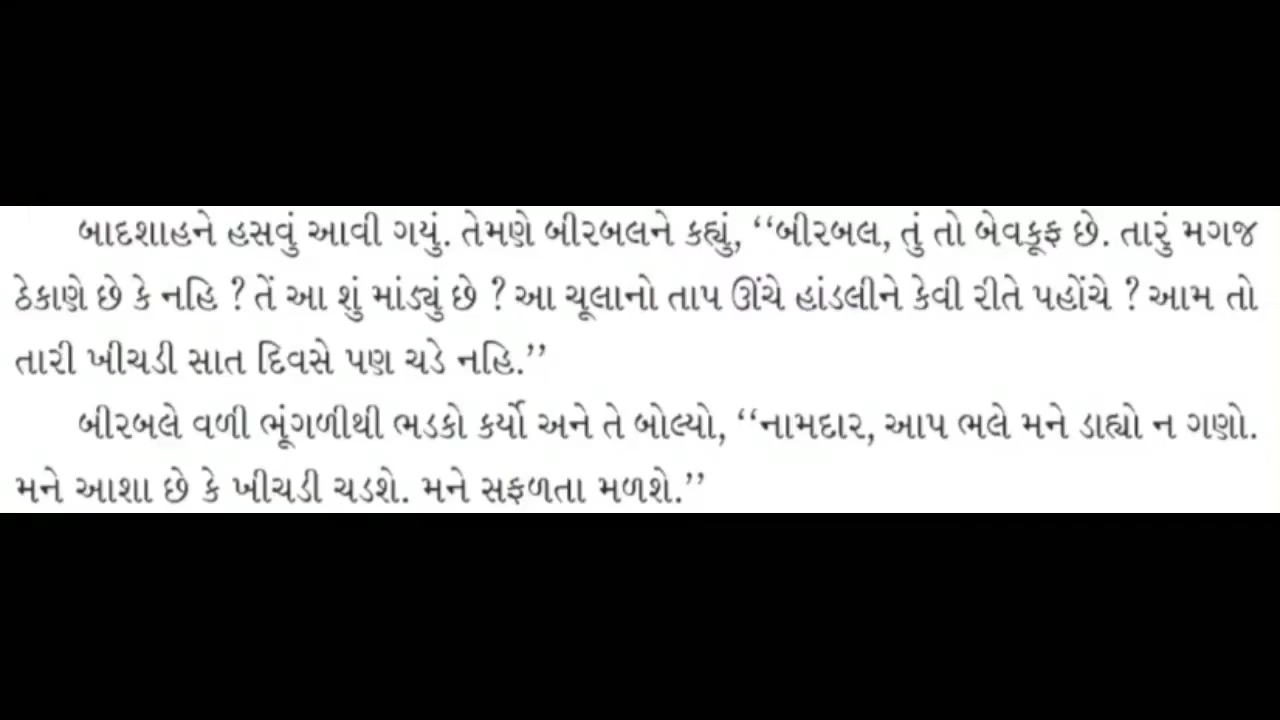 બાદશાહને હસવું આવી ગયું. તેમણે બીરબલને કહ્યું, ‘‘બીરબલ, તું તો બેવકૂફ છે. તારું મગજ
ઠેકાણે છે કે નહિ ? તેં આ શું માંડ્યું છે ? આ ચૂલાનો તાપ ઊંચે હાંડલીને કેવી રીતે પહોંચે ? આમ તો
તારી ખીચડી સાત દિવસે પણ ચડે નહિ.’’
બીરબલે વળી ભૂંગળીથી ભડકો કર્યો અને તે બોલ્યો, ‘‘નામદાર, આપ ભલે મને ડાહ્યો ન ગણો.
મને આશા છે કે ખીચડી ચડશે. મને સફળતા મળશે.’’